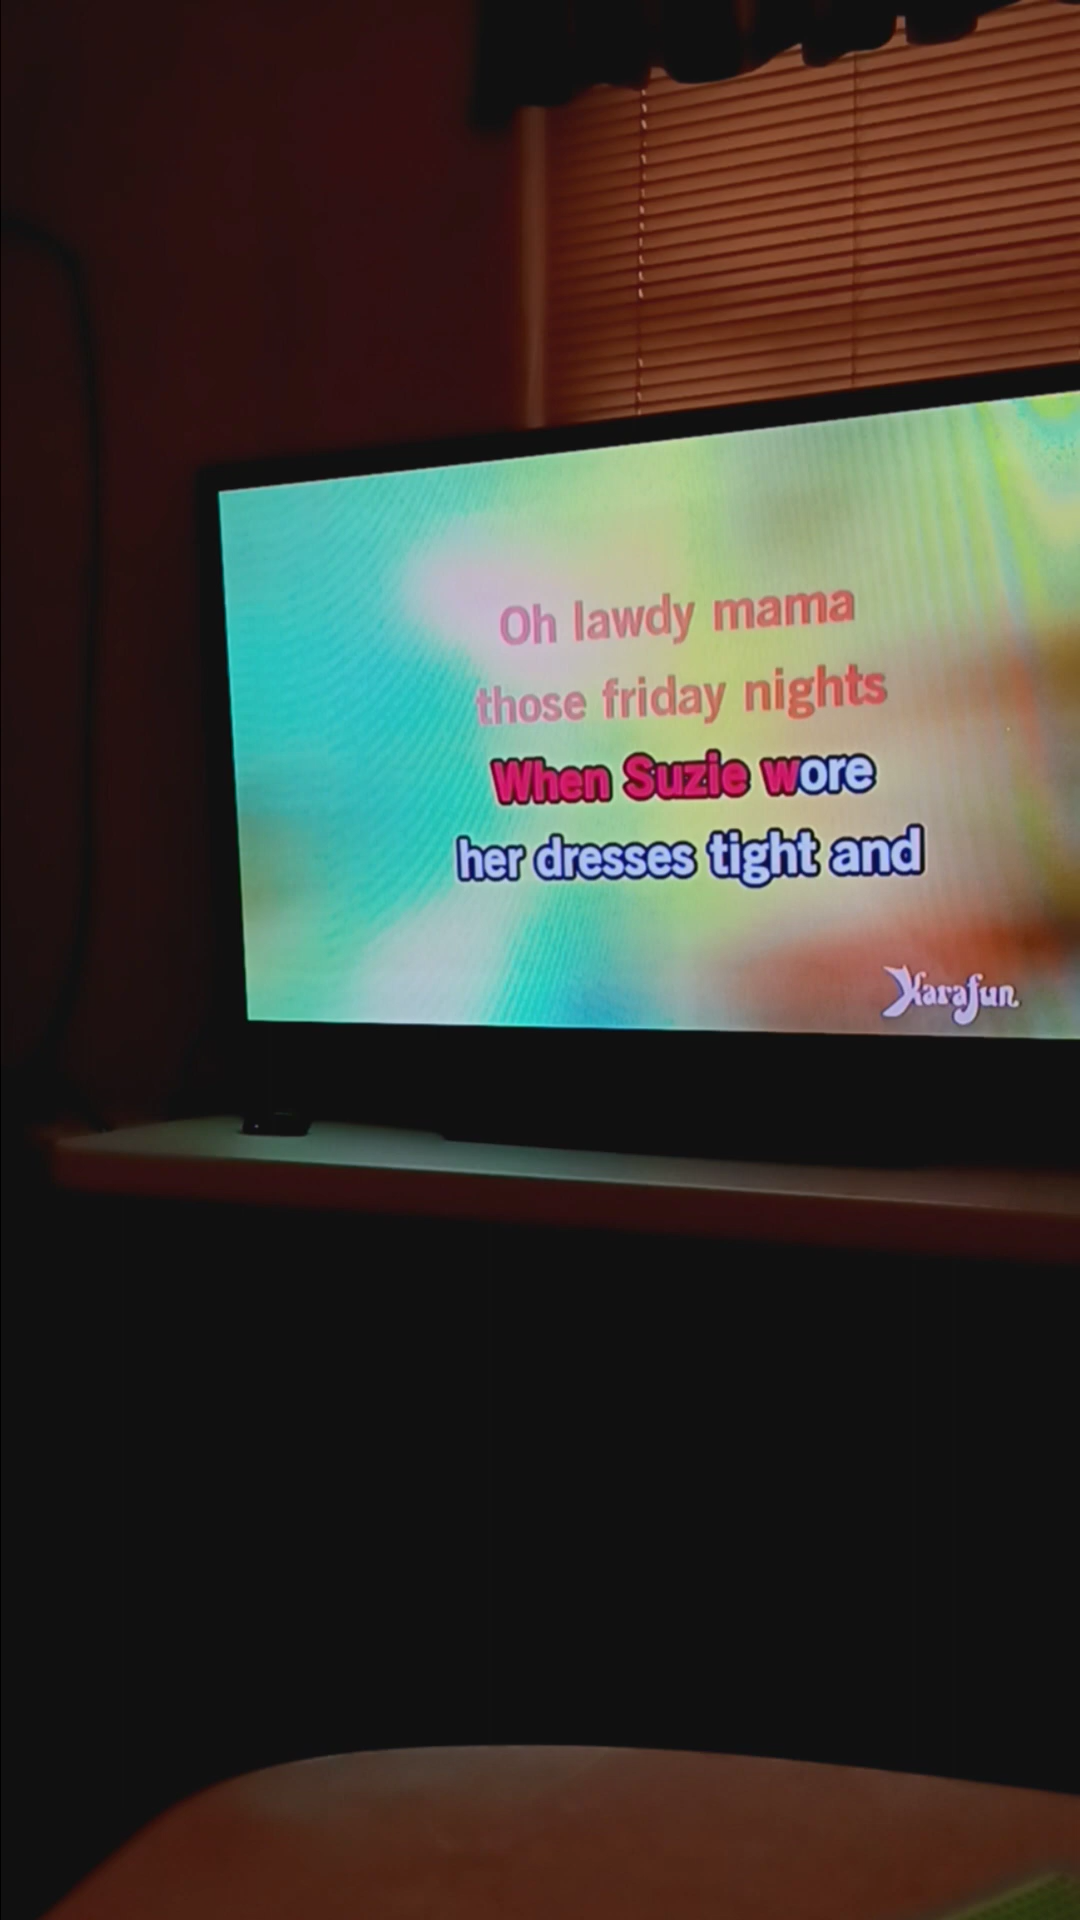 Oh lawdy mama
those friday nights
When Suzie wore
her dresses tight and
Karafun